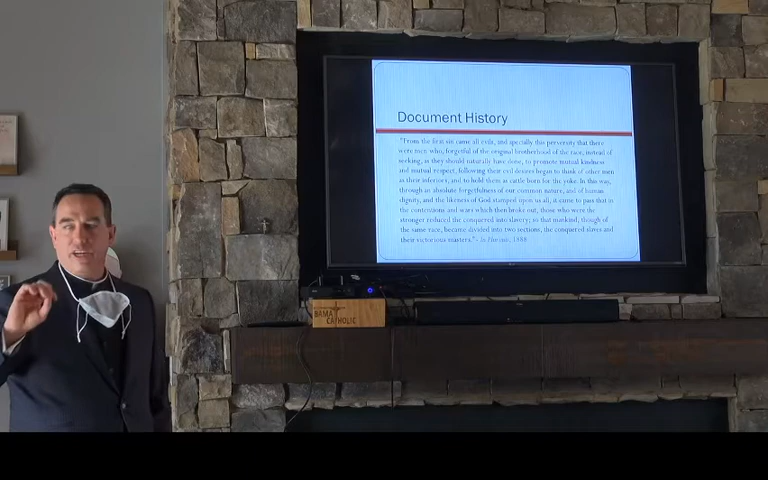 Document History
"From the first sin came all evils, and specially this perversity that there
were men who, forgetful of the original brotherhood of the race, instead of
seeking, as they should naturally have done, to promote mutual kindness
and mutual respect, following their evil desires began to think of other men
as their inferiors, and to hold them as cattle born for the yoke. In this way,
through an absolute forgetfulness of our common nature, and of human
dignity, and the likeness of God stamped upon us all, it came to pass that in
the contentions and wars which then broke out, those who were the
stronger reduced the conquered into slavery; so that mankind, though of
the same race, became divided into two sections, the conquered slaves and
their victorious masters."- In Plurimis, 1888
BAMA
CATHOLIC